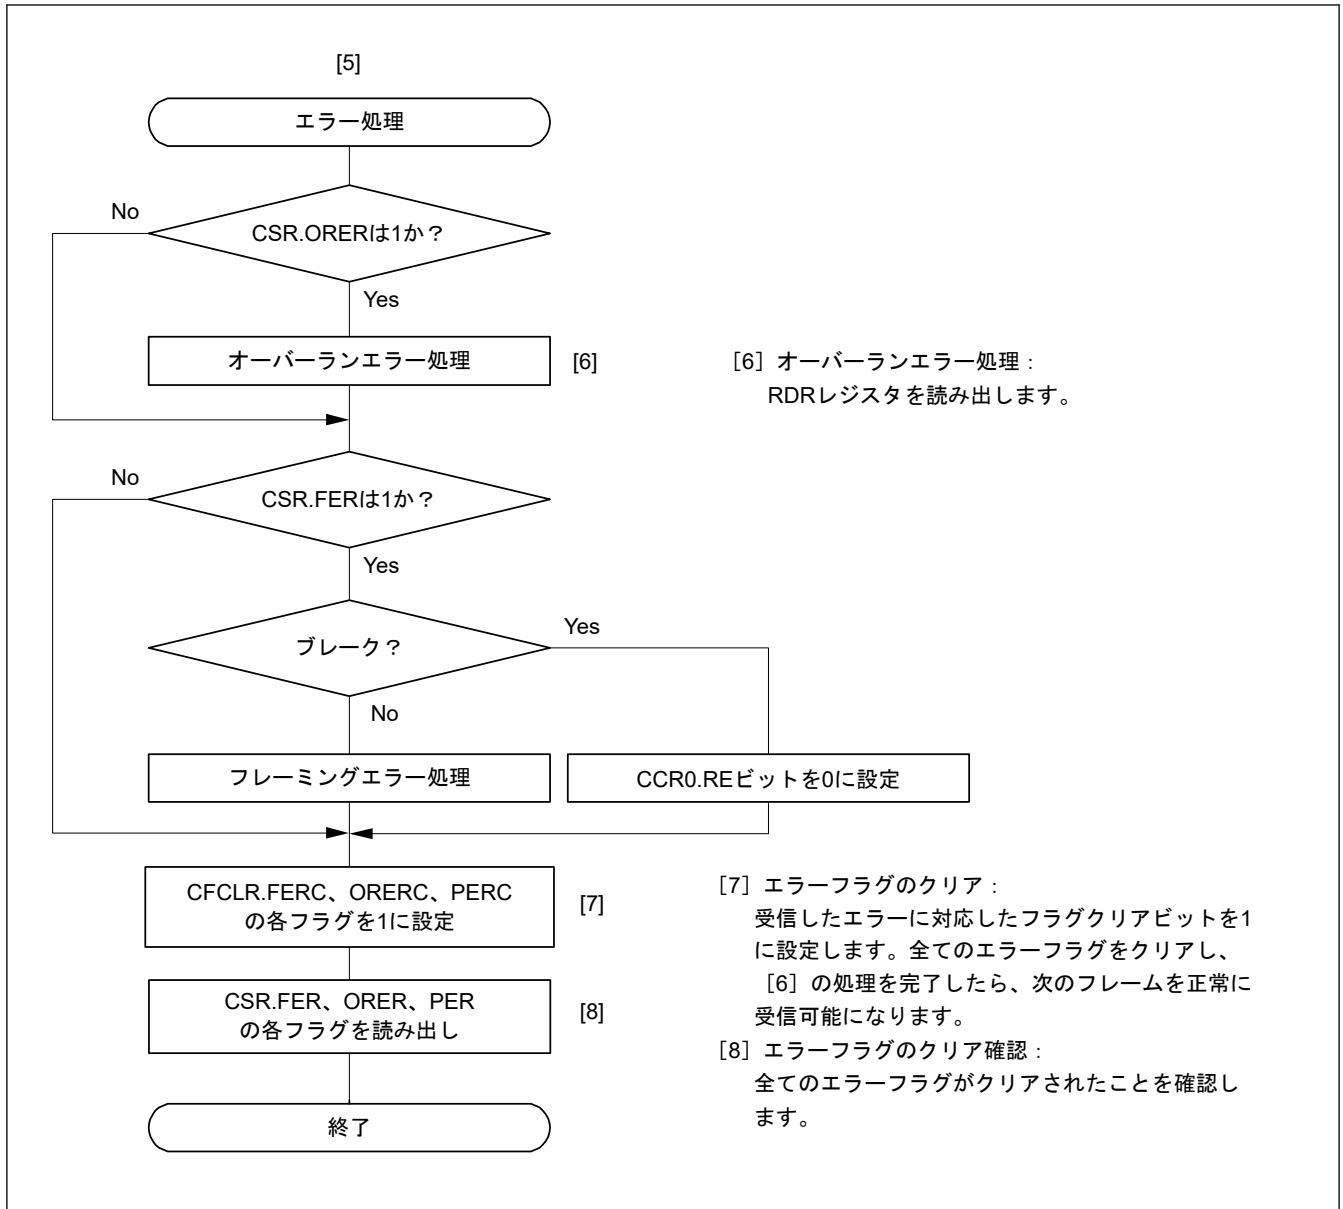 [5]
エラー処理
No
CSR.ORERは1か？
Yes
オーバーランエラー処理
[6]
［6］オーバーランエラー処理：
RDRレジスタを読み出します。
No
CSR.FERは1か？
Yes
ブレーク？
Yes
No
フレーミングエラー処理
CCR0.REビットを0に設定
CFCLR.FERC、ORERC、PERC
の各フラグを1に設定
[7]
［7］エラーフラグのクリア：
受信したエラーに対応したフラグクリアビットを1
に設定します。全てのエラーフラグをクリアし、
［6］の処理を完了したら、次のフレームを正常に
受信可能になります。
CSR.FER、ORER、PER
の各フラグを読み出し
[8]
［8］エラーフラグのクリア確認：
全てのエラーフラグがクリアされたことを確認し
ます。
終了